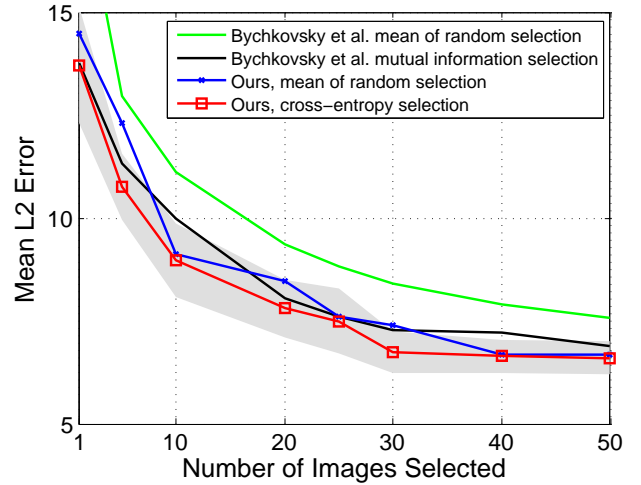 15
Bychkovsky et al. mean of random selection
Bychkovsky et al. mutual information selection
Ours, mean of random selection
Ours, cross−entropy selection
10
5
Mean L2 Error
1 10 20 30 40 50
Number of Images Selected